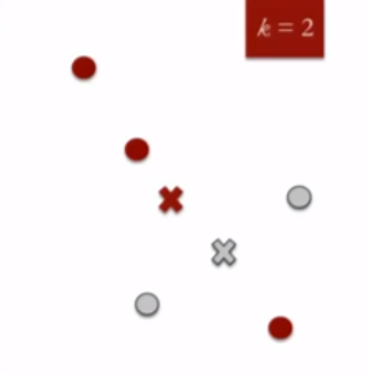 k = 2